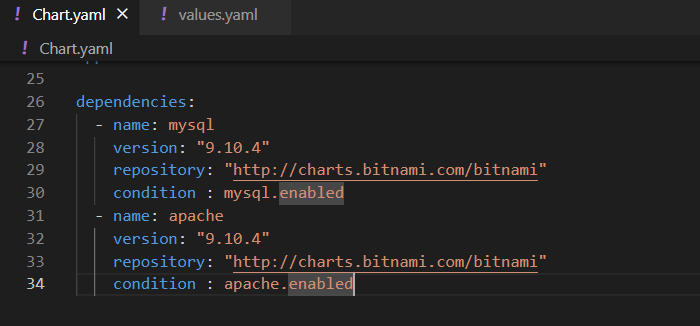 ! Chart.yaml × ! values.yaml
! Chart.yaml
25
26 dependencies:
27 - name: mysql
28 version: "9.10.4"
29 repository: "http://charts.bitnami.com/bitnami"
30 condition : mysql.enabled
31 - name: apache
32 version: "9.10.4"
33 repository: "http://charts.bitnami.com/bitnami"
34 condition : apache.enabled